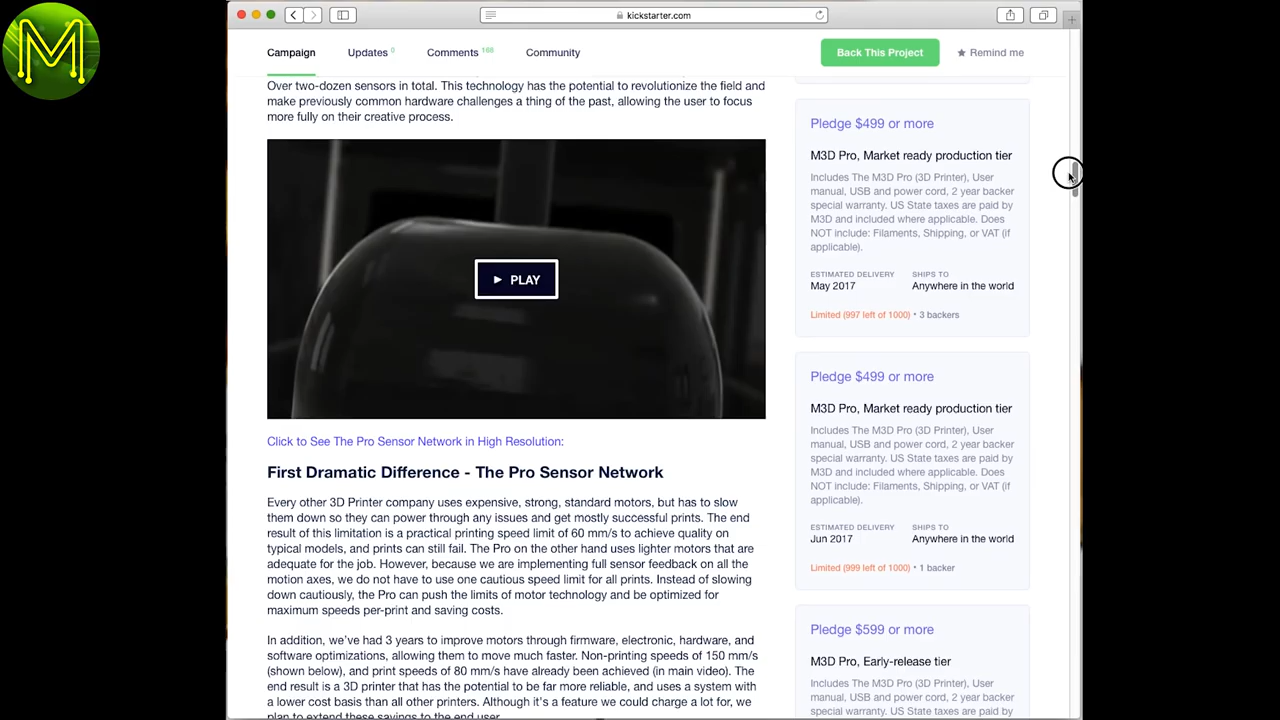 M
kickstarter.com
Campaign
Updates 0
Comments 168
Community
Back This Project
Remind me
Over two-dozen sensors in total. This technology has the potential to revolutionize the field and
make previously common hardware challenges a thing of the past, allowing the user to focus
more fully on their creative process.
PLAY
Click to See The Pro Sensor Network in High Resolution:
First Dramatic Difference - The Pro Sensor Network
Every other 3D Printer company uses expensive, strong, standard motors, but has to slow
them down so they can power through any issues and get mostly successful prints. The end
result of this limitation is a practical printing speed limit of 60 mm/s to achieve quality on
typical models, and prints can still fail. The Pro on the other hand uses lighter motors that are
adequate for the job. However, because we are implementing full sensor feedback on all the
motion axes, we do not have to use one cautious speed limit for all prints. Instead of slowing
down cautiously, the Pro can push the limits of motor technology and be optimized for
maximum speeds per-print and saving costs.
In addition, we've had 3 years to improve motors through firmware, electronic, hardware, and
software optimizations, allowing them to move much faster. Non-printing speeds of 150 mm/s
(shown below), and print speeds of 80 mm/s have already been achieved (in main video). The
end result is a 3D printer that has the potential to be far more reliable, and uses a system with
a lower cost basis than all other printers. Although it's a feature we could charge a lot for, we
plan to extend these savings to the end user.
Pledge $499 or more
M3D Pro, Market ready production tier
Includes The M3D Pro (3D Printer), User
manual, USB and power cord, 2 year backer
special warranty. US State taxes are paid by
M3D and included where applicable. Does
NOT include: Filaments, Shipping, or VAT (if
applicable).
ESTIMATED DELIVERY
May 2017
SHIPS TO
Anywhere in the world
Limited (997 left of 1000) • 3 backers
Pledge $499 or more
M3D Pro, Market ready production tier
Includes The M3D Pro (3D Printer), User
manual, USB and power cord, 2 year backer
special warranty. US State taxes are paid by
M3D and included where applicable. Does
NOT include: Filaments, Shipping, or VAT (if
applicable).
ESTIMATED DELIVERY
Jun 2017
SHIPS TO
Anywhere in the world
Limited (999 left of 1000) • 1 backer
Pledge $599 or more
M3D Pro, Early-release tier
Includes The M3D Pro (3D Printer), User
manual, USB and power cord, 2 year backer
special warranty. US State taxes are paid by